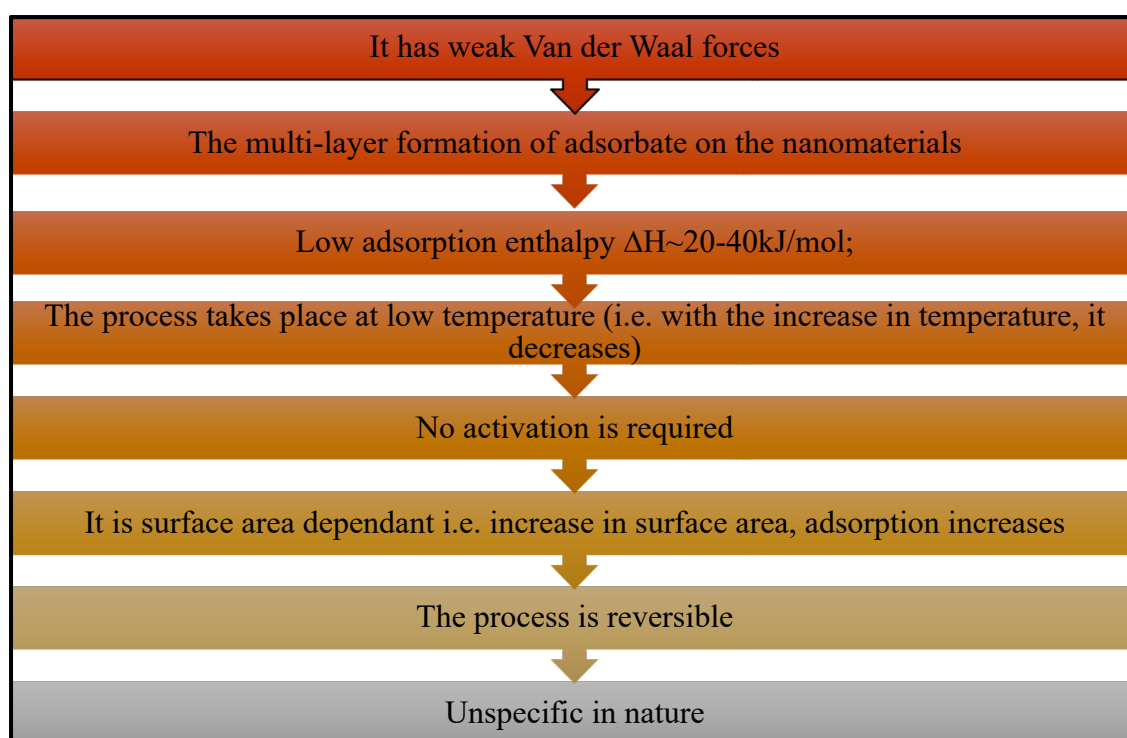 It has weak Van der Waal forces
The multi-layer formation of adsorbate on the nanomaterials
Low adsorption enthalpy ΔH~20-40kJ/mol;
The process takes place at low temperature (i.e. with the increase in temperature, it
decreases)
No activation is required
It is surface area dependant i.e. increase in surface area, adsorption increases
The process is reversible
Unspecific in nature